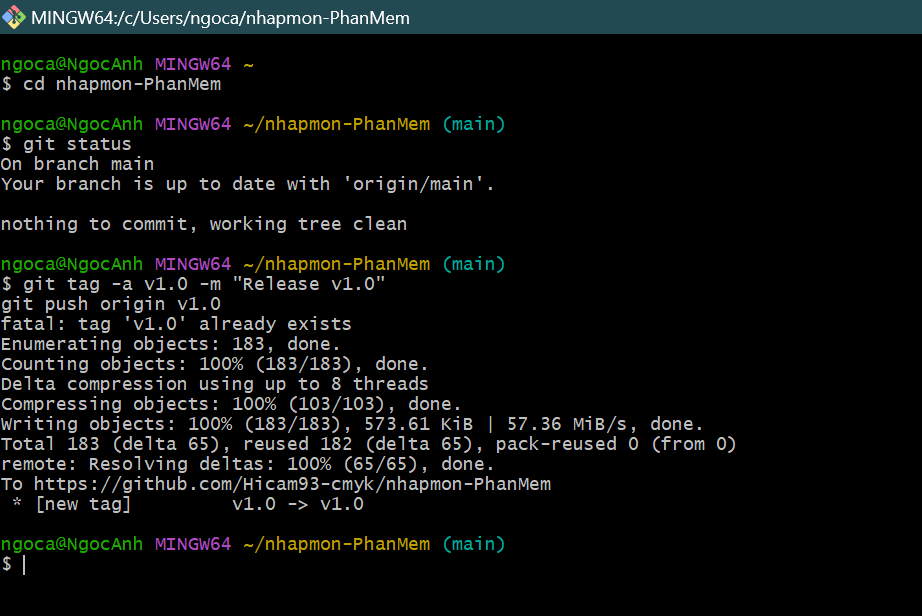 MINGW64:/c/Users/ngoca/nhapmon-PhanMem
ngoca@NgocAnh MINGW64 ~
$ cd nhapmon-PhanMem
ngoca@NgocAnh MINGW64 ~/nhapmon-PhanMem (main)
$ git status
On branch main
Your branch is up to date with 'origin/main'.
nothing to commit, working tree clean
ngoca@NgocAnh MINGW64 ~/nhapmon-PhanMem (main)
$ git tag -a v1.0 -m "Release v1.0"
git push origin v1.0
fatal: tag 'v1.0' already exists
Enumerating objects: 183, done.
Counting objects: 100% (183/183), done.
Delta compression using up to 8 threads
Compressing objects: 100% (103/103), done.
Writing objects: 100% (183/183), 573.61 KiB | 57.36 MiB/s, done.
Total 183 (delta 65), reused 182 (delta 65), pack-reused 0 (from 0)
remote: Resolving deltas: 100% (65/65), done.
To https://github.com/Hicam93-cmyk/nhapmon-PhanMem
 * [new tag]         v1.0 -> v1.0
ngoca@NgocAnh MINGW64 ~/nhapmon-PhanMem (main)
$